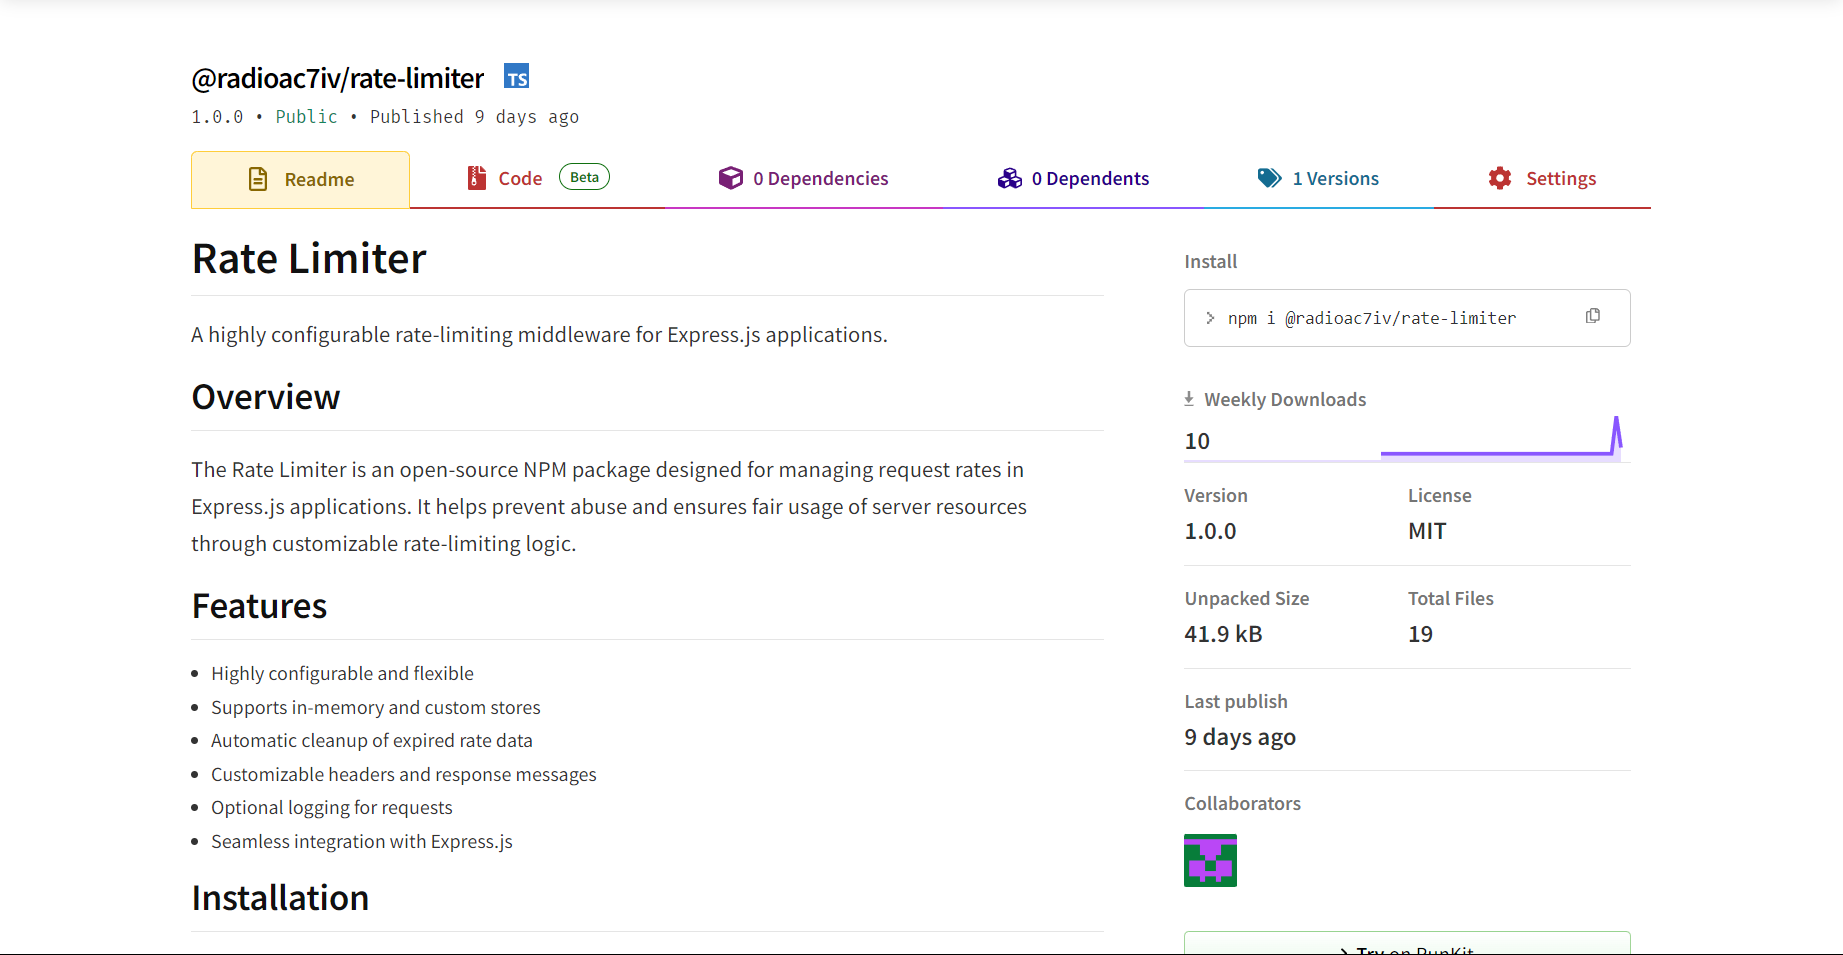 @radioac7iv/rate-limiter TS
1.0.0 • Public • Published 9 days ago
Readme
Code Beta
0 Dependencies
0 Dependents
1 Versions
Settings
Rate Limiter
A highly configurable rate-limiting middleware for Express.js applications.
Overview
The Rate Limiter is an open-source NPM package designed for managing request rates in
Express.js applications. It helps prevent abuse and ensures fair usage of server resources
through customizable rate-limiting logic.
Features
• Highly configurable and flexible
• Supports in-memory and custom stores
• Automatic cleanup of expired rate data
• Customizable headers and response messages
• Optional logging for requests
• Seamless integration with Express.js
Installation
Install
> npm i @radioac7iv/rate-limiter
Weekly Downloads
10
Version License
1.0.0 MIT
Unpacked Size Total Files
41.9 kB 19
Last publish
9 days ago
Collaborators
Try on RunKit